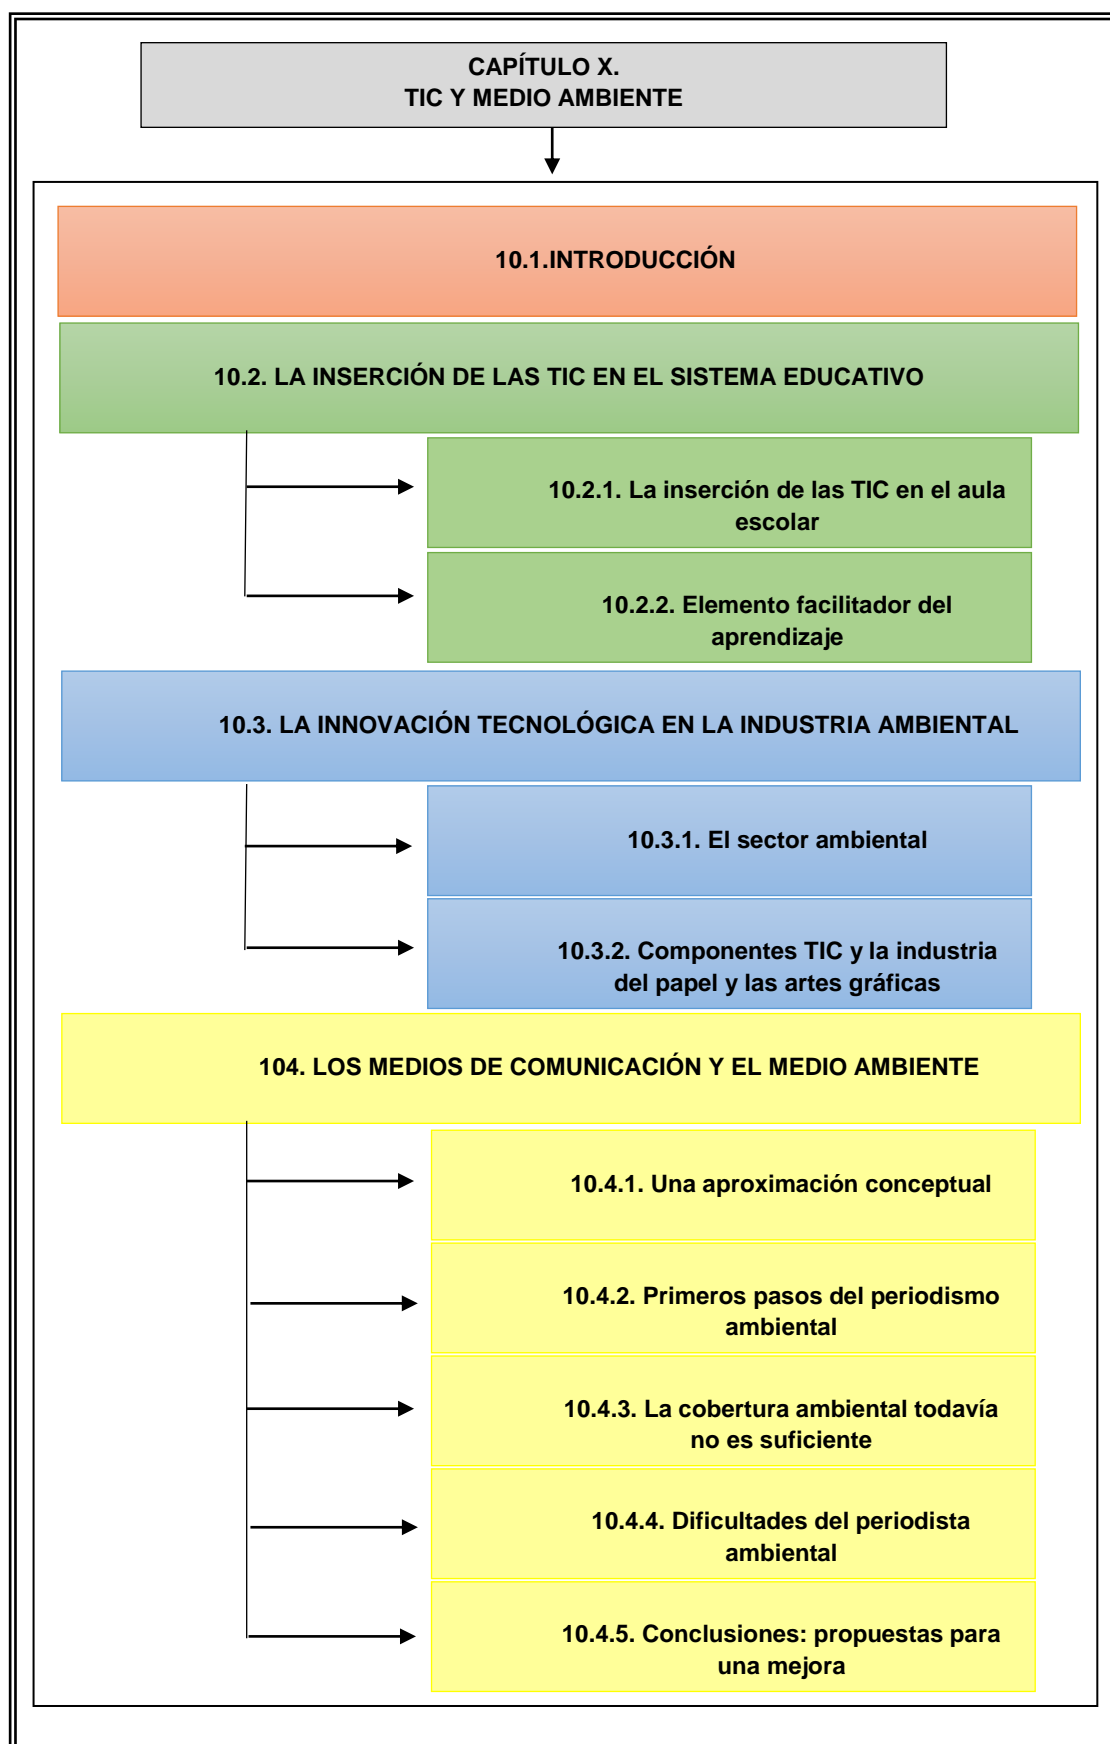 CAPÍTULO X.
TIC Y MEDIO AMBIENTE
10.1.INTRODUCCIÓN
10.2. LA INSERCIÓN DE LAS TIC EN EL SISTEMA EDUCATIVO
10.2.1. La inserción de las TIC en el aula
escolar
10.2.2. Elemento facilitador del
aprendizaje
10.3. LA INNOVACIÓN TECNOLÓGICA EN LA INDUSTRIA AMBIENTAL
10.3.1. El sector ambiental
10.3.2. Componentes TIC y la industria
del papel y las artes gráficas
104. LOS MEDIOS DE COMUNICACIÓN Y EL MEDIO AMBIENTE
10.4.1. Una aproximación conceptual
10.4.2. Primeros pasos del periodismo
ambiental
10.4.3. La cobertura ambiental todavía
no es suficiente
10.4.4. Dificultades del periodista
ambiental
10.4.5. Conclusiones: propuestas para
una mejora